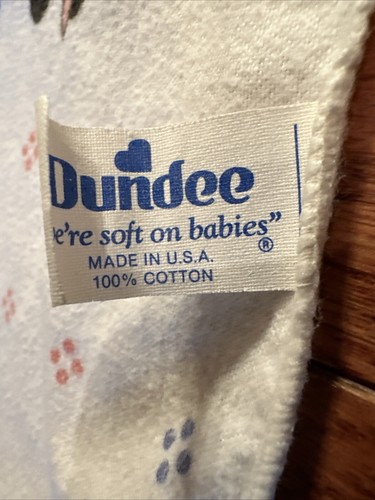 Dundee
e're soft on babies"
®
MADE IN U.S.A.
100% COTTON